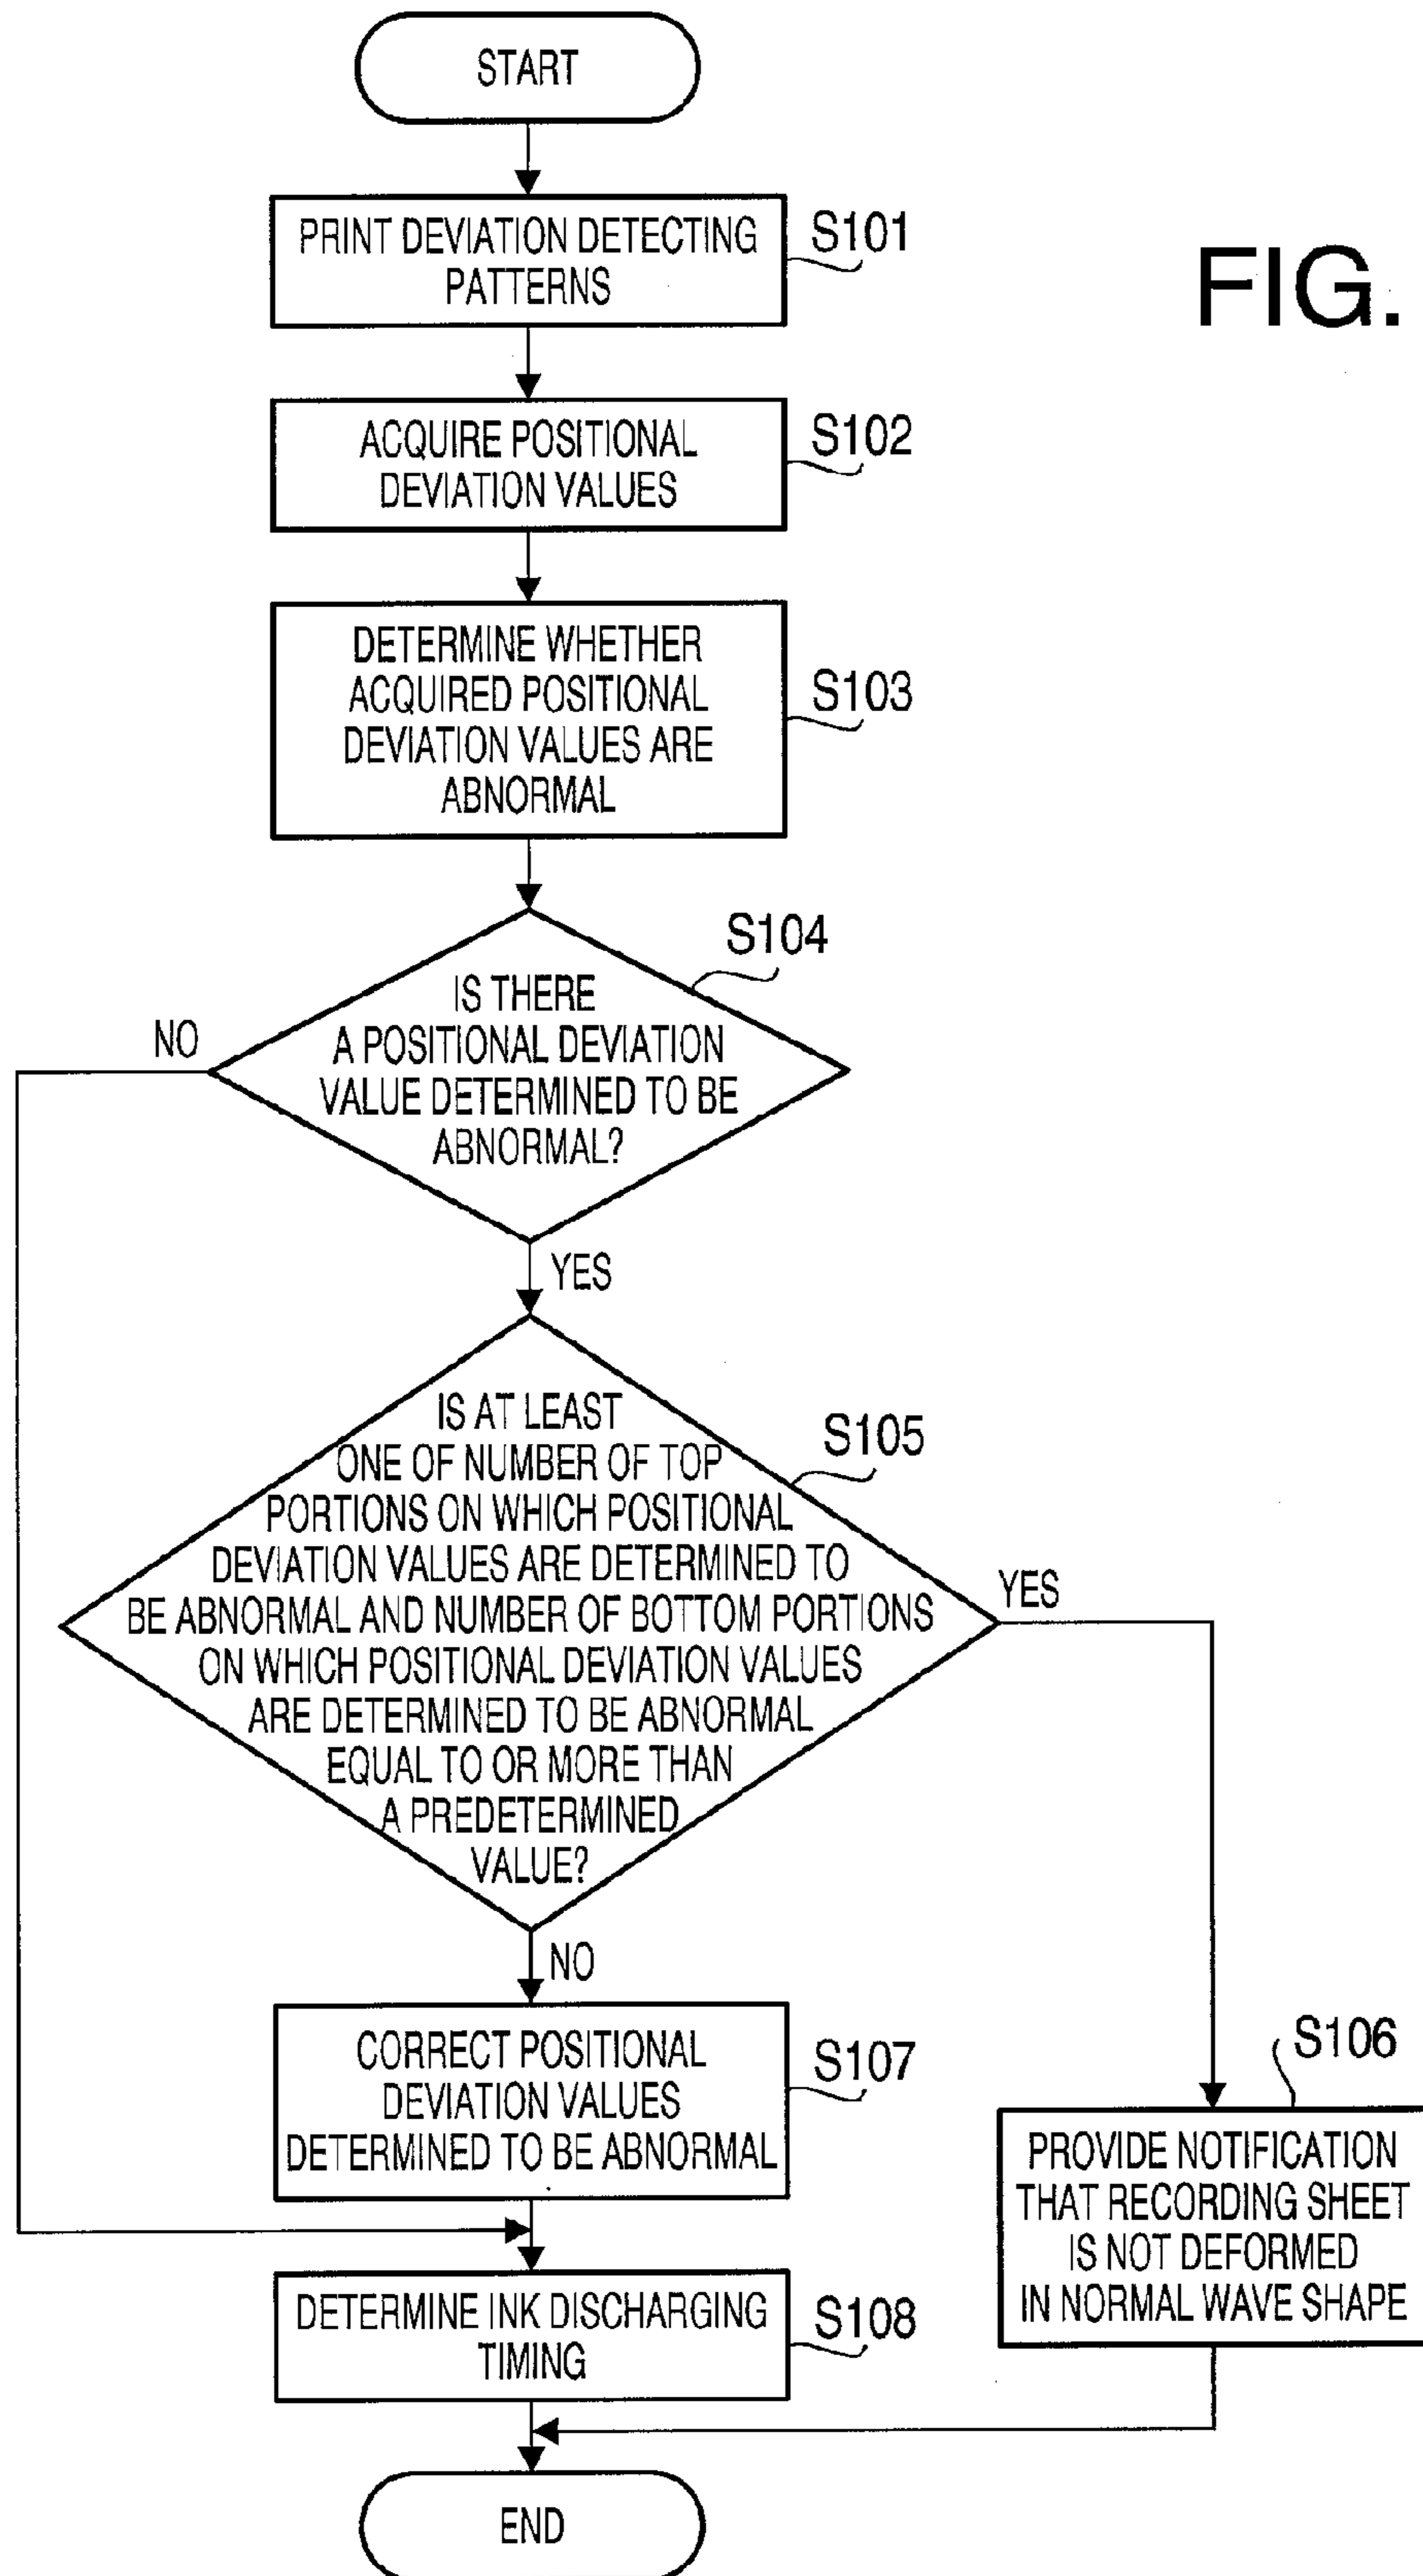 START
PRINT DEVIATION DETECTING
PATTERNS
S101
FIG.
ACQUIRE POSITIONAL
DEVIATION VALUES
S102
DETERMINE WHETHER
ACQUIRED POSITIONAL
DEVIATION VALUES ARE
ABNORMAL
S103
S104
IS THERE
A POSITIONAL DEVIATION
VALUE DETERMINED TO BE
ABNORMAL?
NO
YES
S105
IS AT LEAST
ONE OF NUMBER OF TOP
PORTIONS ON WHICH POSITIONAL
DEVIATION VALUES ARE DETERMINED TO
BE ABNORMAL AND NUMBER OF BOTTOM PORTIONS
ON WHICH POSITIONAL DEVIATION VALUES
ARE DETERMINED TO BE ABNORMAL
EQUAL TO OR MORE THAN
A PREDETERMINED
VALUE?
YES
NO
CORRECT POSITIONAL
DEVIATION VALUES
DETERMINED TO BE ABNORMAL
S107
S106
PROVIDE NOTIFICATION
THAT RECORDING SHEET
IS NOT DEFORMED
IN NORMAL WAVE SHAPE
DETERMINE INK DISCHARGING
TIMING
S108
END